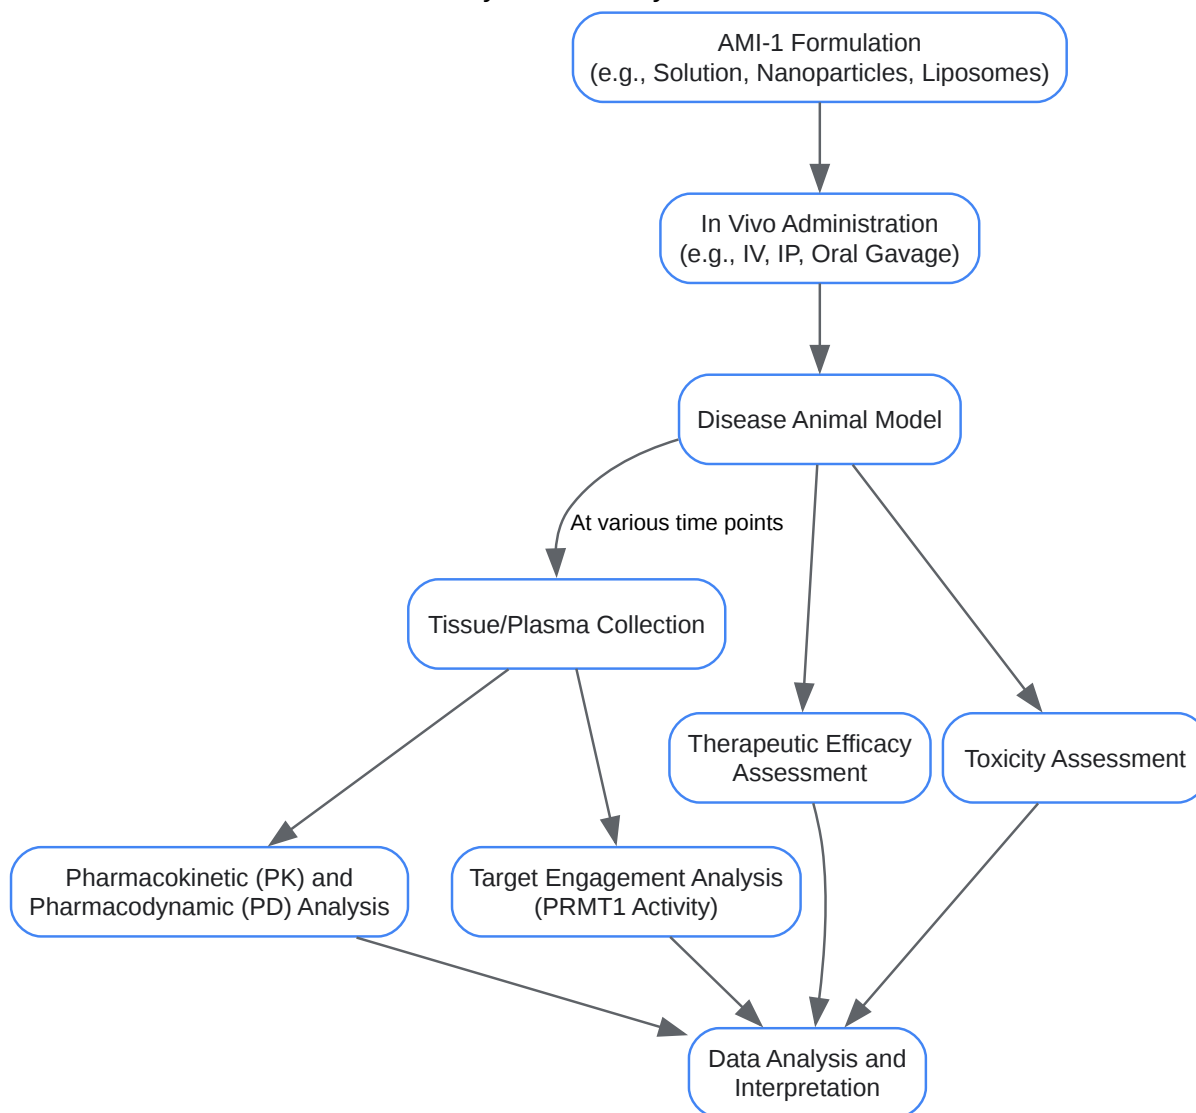 AMI-1 Formulation
(e.g., Solution, Nanoparticles, Liposomes)
In Vivo Administration
(e.g., IV, IP, Oral Gavage)
Disease Animal Model
At various time points
Tissue/Plasma Collection
Therapeutic Efficacy
Assessment
Toxicity Assessment
Pharmacokinetic (PK) and
Pharmacodynamic (PD) Analysis
Target Engagement Analysis
(PRMT1 Activity)
Data Analysis and
Interpretation